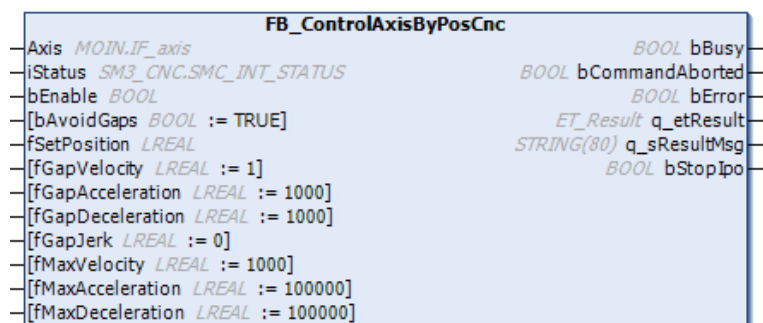 FB_ControlAxisByPosCnc
Axis MOIN.IF_axis BOOL bBusy
iStatus SM3_CNC.SMC_INT_STATUS BOOL bCommandAborted
bEnable BOOL BOOL bError
[bAvoidGaps BOOL := TRUE] ET_Result q_etResult
fSetPosition LREAL STRING(80) q_sResultMsg
[fGapVelocity LREAL := 1] BOOL bStopIpo
[fGapAcceleration LREAL := 1000]
[fGapDeceleration LREAL := 1000]
[fGapJerk LREAL := 0]
[fMaxVelocity LREAL := 1000]
[fMaxAcceleration LREAL := 100000]
[fMaxDeceleration LREAL := 100000]